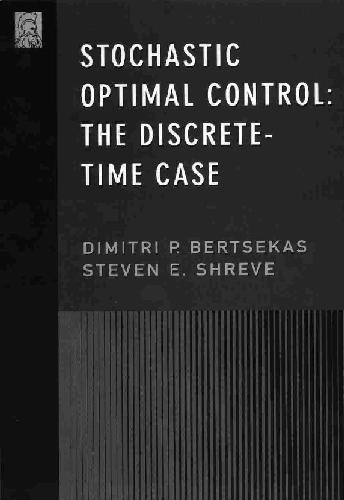 STOCHASTIC
OPTIMAL CONTROL:
THE DISCRETE-
TIME CASE
DIMITRI P. BERTSEKAS
STEVEN E. SHREVE